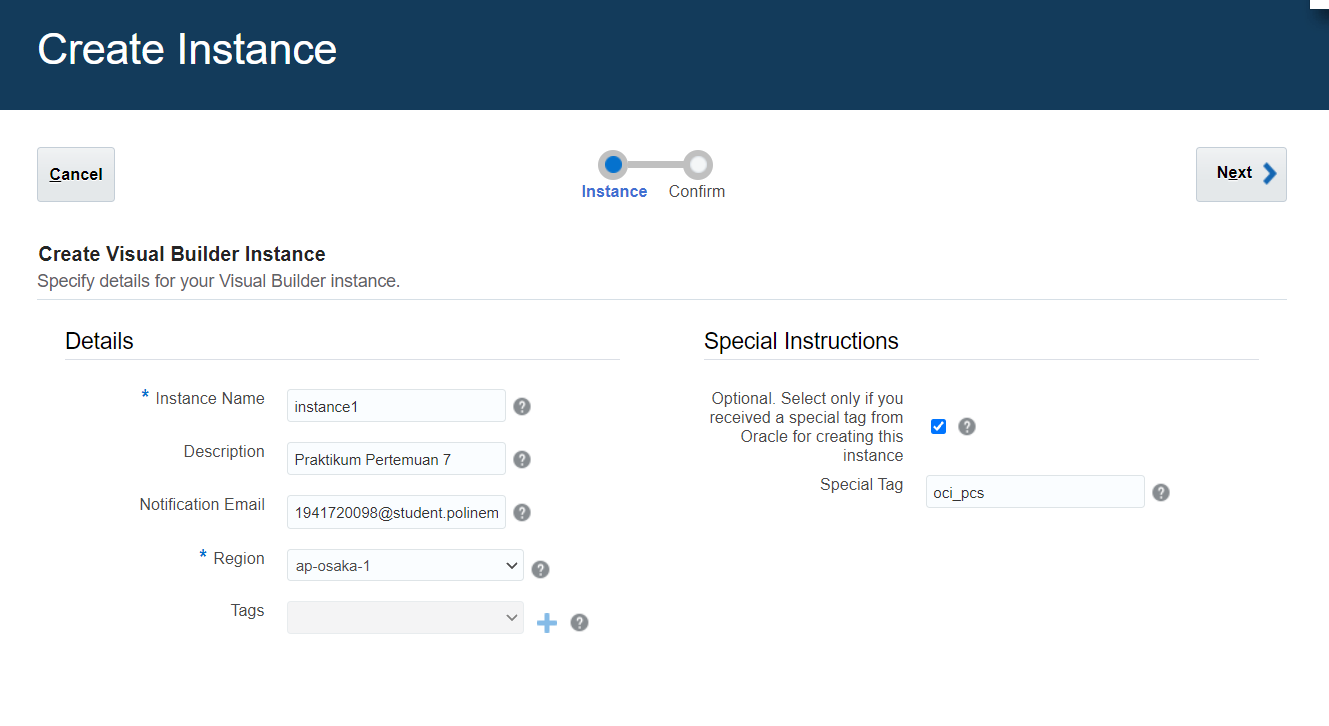 Create Instance
Cancel
Instance
Confirm
Next
Create Visual Builder Instance
Specify details for your Visual Builder instance.
Details
* Instance Name
instance1
?
Description
Praktikum Pertemuan 7
?
Notification Email
1941720098@student.polinem
?
* Region
ap-osaka-1
?
Tags
?
Special Instructions
Optional. Select only if you
received a special tag from
Oracle for creating this
instance
?
Special Tag
oci_pcs
?